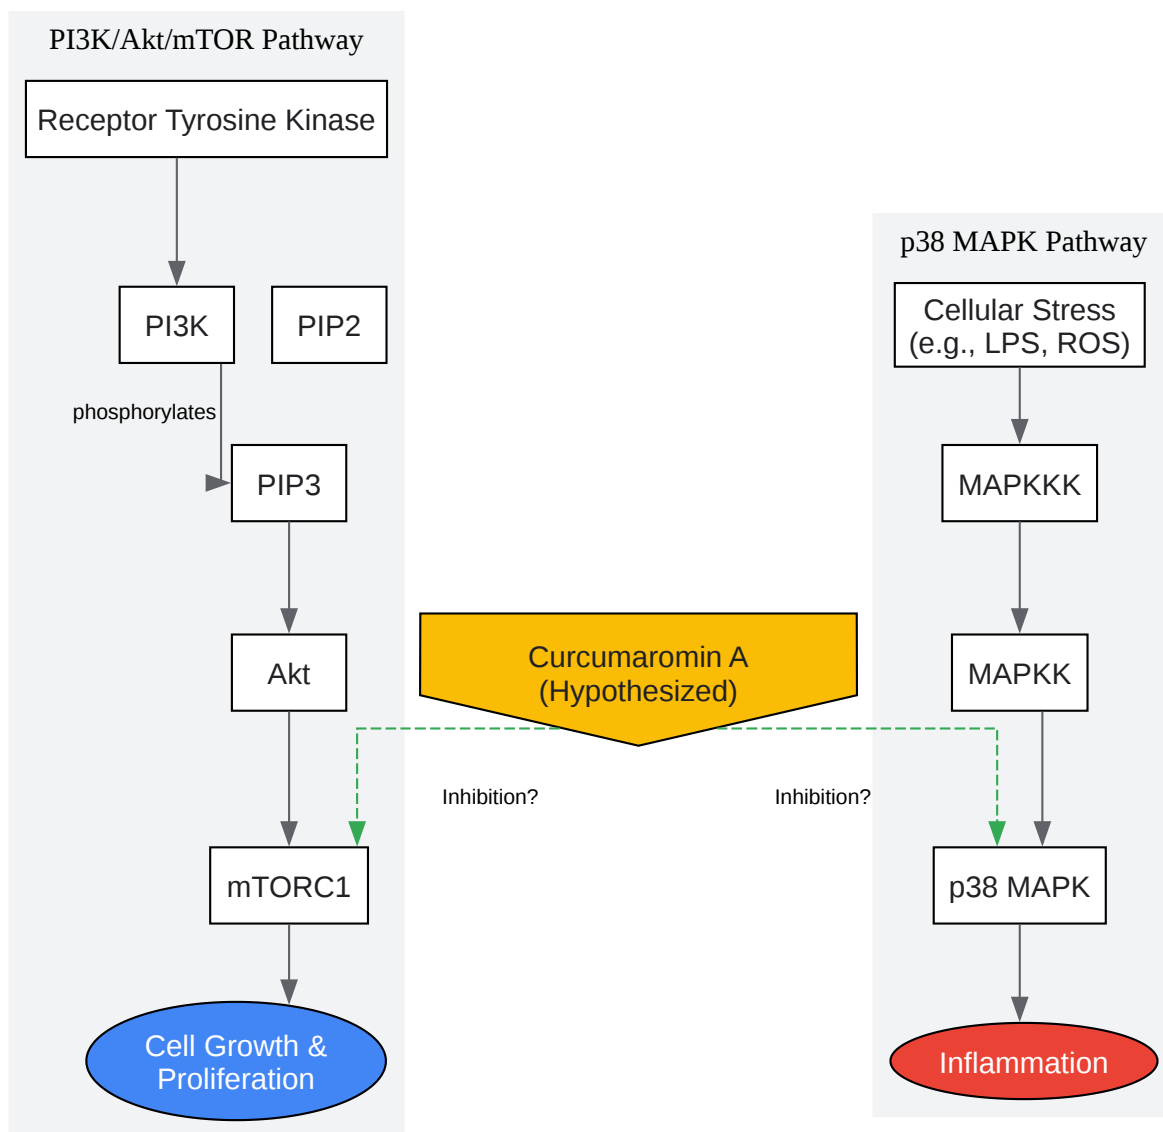 PI3K/Akt/mTOR Pathway
Receptor Tyrosine Kinase
PI3K
PIP2
phosphorylates
PIP3
Akt
mTORC1
Cell Growth &
Proliferation
Curcumaromin A
(Hypothesized)
Inhibition?
Inhibition?
p38 MAPK Pathway
Cellular Stress
(e.g., LPS, ROS)
MAPKKK
MAPKK
p38 MAPK
Inflammation